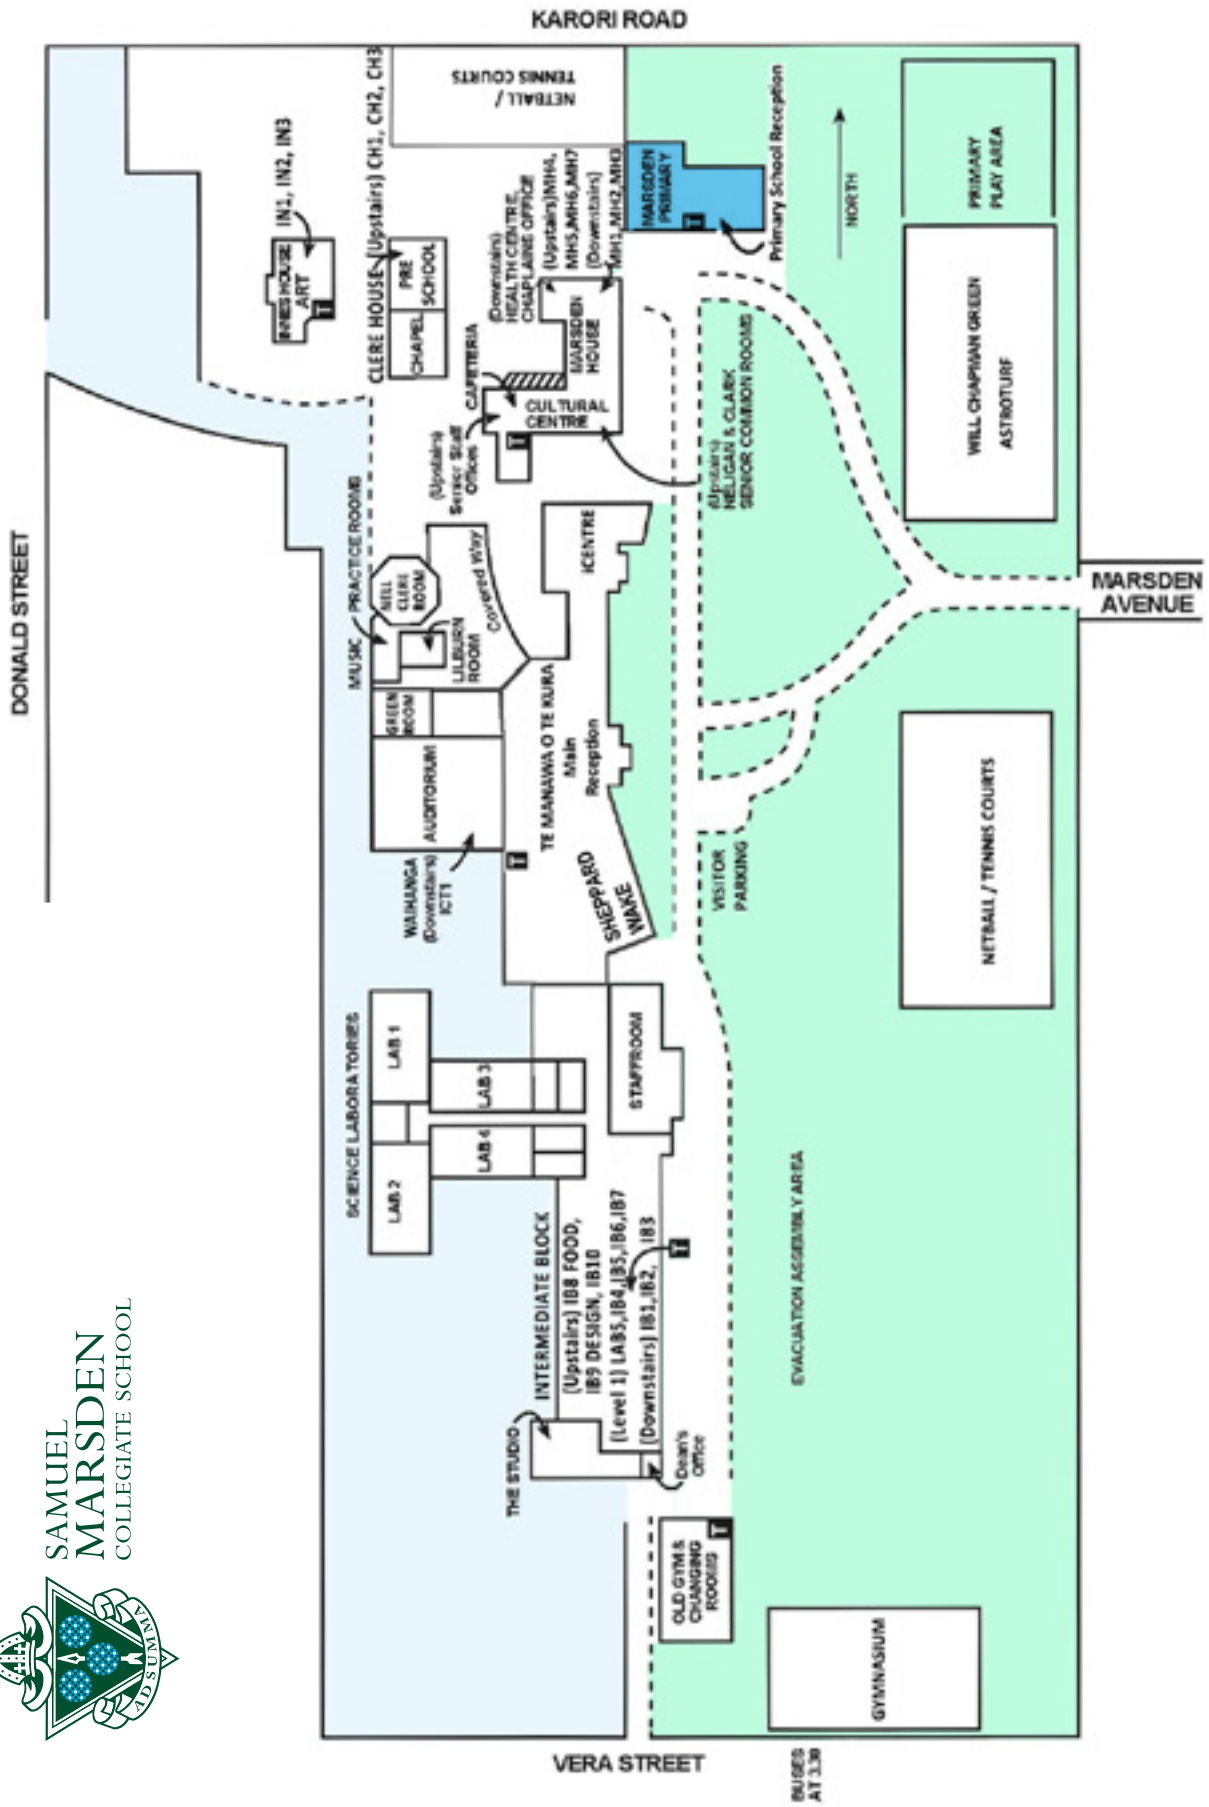 SAMUEL
MARSDEN
COLLEGIATE SCHOOL
AD SUMMA
KARORI ROAD
DONALD STREET
VERA STREET
MARSDEN
AVENUE
BUSES
AT 3.30
NETBALL /
TENNIS COURTS
IN1, IN2, IN3
INNES HOUSE
ART
T
CLERE HOUSE (Upstairs) CH1, CH2, CH3
PRE
SCHOOL
CHAPEL
(Downstairs)
HEALTH CENTRE,
CHAPLAINS OFFICE
(Upstairs)MH4,
MH5,MH6,MH7
(Downstairs)
MH1,MH2,MH3
MARSDEN
HOUSE
MARSDEN
PRIMARY
T
Primary School Reception
NORTH
PRIMARY
PLAY AREA
WILL CHAPMAN GREEN
ASTROTURF
CAFETERIA
CULTURAL
CENTRE
T
(Upstairs)
Senior Staff
Offices
(Upstairs)
NELIGAN & CLARK
SENIOR COMMON ROOMS
MUSIC PRACTICE ROOMS
NELL
CLERE
ROOM
LILBURN
ROOM
Covered Way
iCENTRE
GREEN
ROOM
AUDITORIUM
WAIHANGA
(Downstairs)
ICT1
T
TE MANAWA O TE KURA
Main
Reception
SHEPPARD
WAKE
VISITOR
PARKING
NETBALL / TENNIS COURTS
SCIENCE LABORATORIES
LAB 1
LAB 2
LAB 3
LAB 4
STAFFROOM
INTERMEDIATE BLOCK
(Upstairs) IB8 FOOD,
IB9 DESIGN, IB10
(Level 1) LAB5,IB4,IB5,IB6,IB7
(Downstairs) IB1,IB2, IB3
T
THE STUDIO
Dean's
Office
EVACUATION ASSEMBLY AREA
OLD GYM &
CHANGING
ROOMS
T
GYMNASIUM